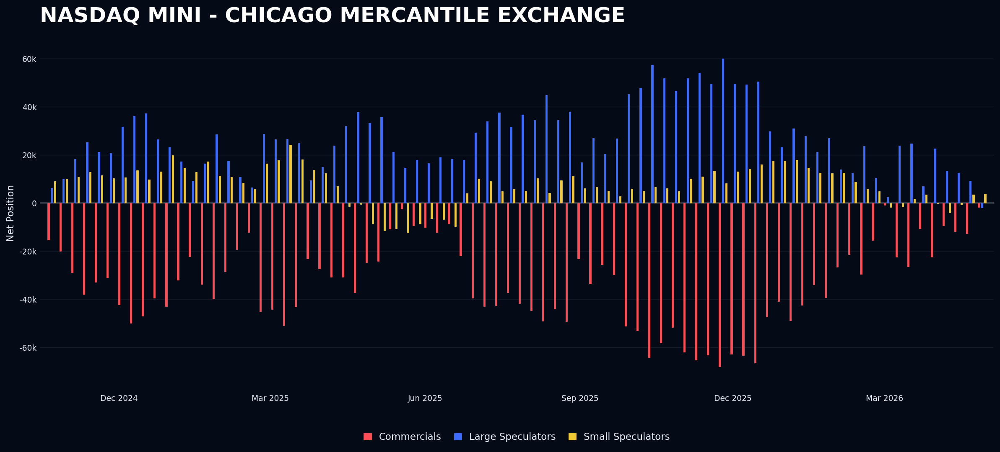 NASDAQ MINI - CHICAGO MERCANTILE EXCHANGE
60k
40k
20k
0
-20k
-40k
-60k
Net Position
Dec 2024
Mar 2025
Jun 2025
Sep 2025
Dec 2025
Mar 2026
Commercials
Large Speculators
Small Speculators